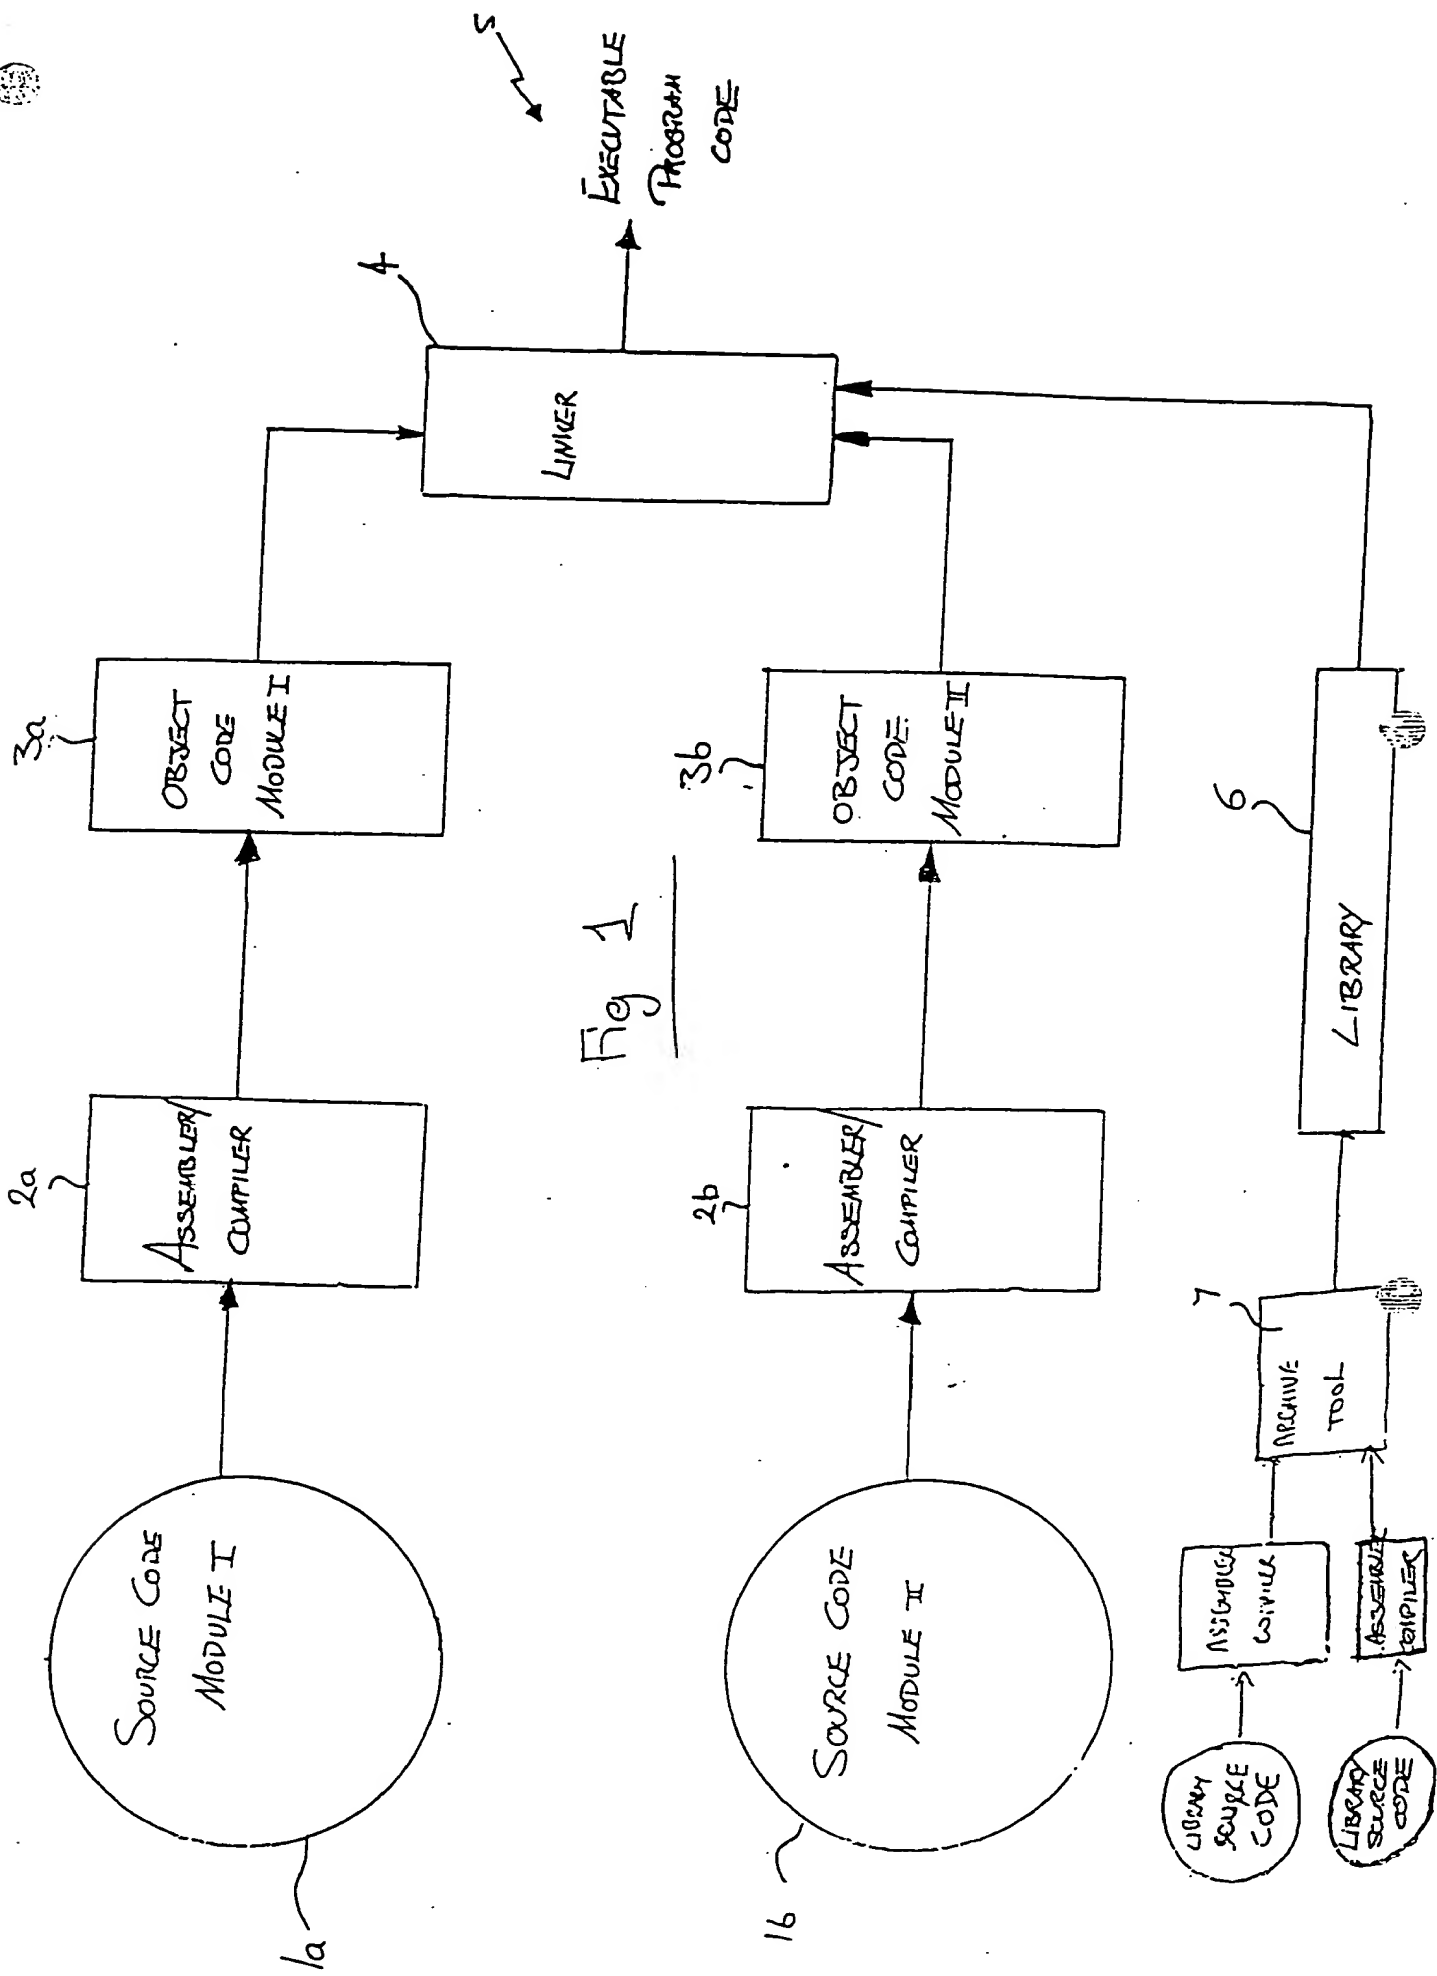 1a
SOURCE CODE
MODULE I
2a
ASSEMBLER/
COMPILER
3a
OBJECT
CODE
MODULE I
4
LINKER
5
EXECUTABLE
PROGRAM
CODE
Fig 1
1b
SOURCE CODE
MODULE II
2b
ASSEMBLER/
COMPILER
3b
OBJECT
CODE
MODULE II
LIBRARY
SOURCE
CODE
ASSEMBLER
COMPILER
LIBRARY
SOURCE
CODE
ASSEMBLER
COMPILER
7
ARCHIVE
TOOL
6
LIBRARY